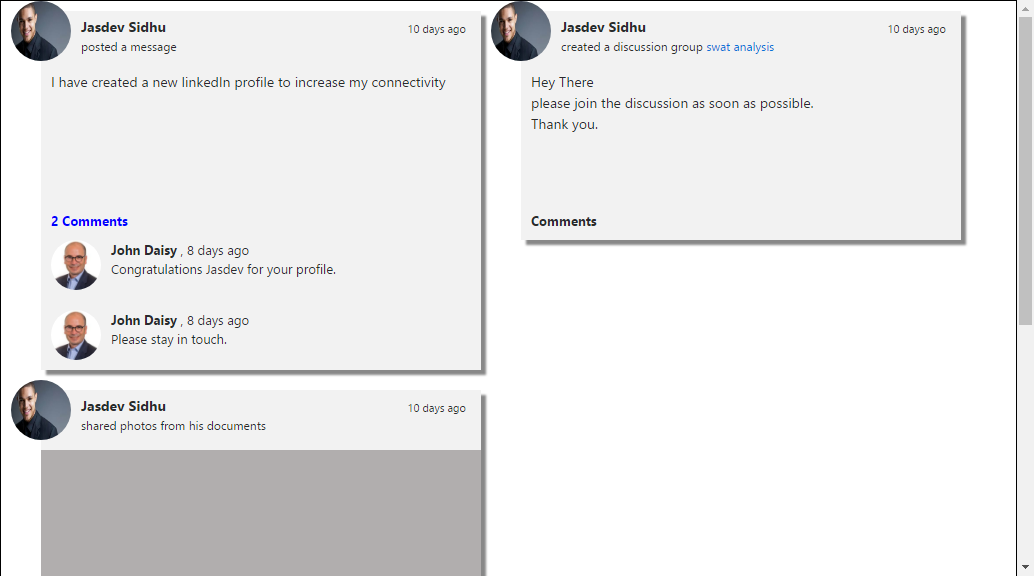 Jasdev Sidhu
10 days ago
posted a message
I have created a new linkedIn profile to increase my connectivity
2 Comments
John Daisy , 8 days ago
Congratulations Jasdev for your profile.
John Daisy , 8 days ago
Please stay in touch.
Jasdev Sidhu
10 days ago
created a discussion group swat analysis
Hey There
please join the discussion as soon as possible.
Thank you.
Comments
Jasdev Sidhu
10 days ago
shared photos from his documents